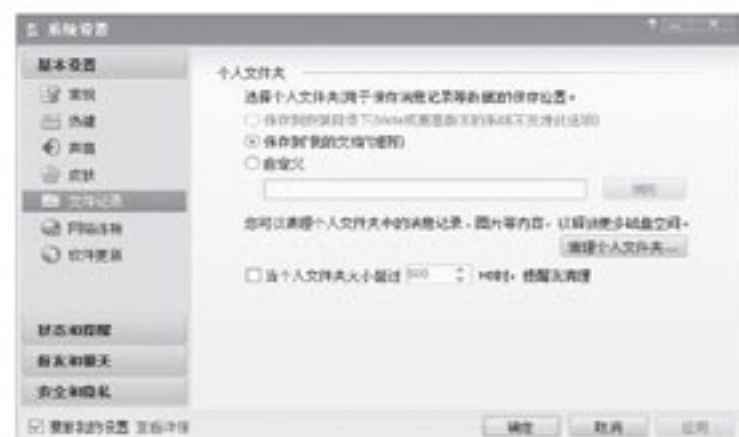 系统设置
基本设置
常规
热键
声音
皮肤
文件记录
网络连接
软件更新
状态和提醒
好友和聊天
安全和隐私
个人文件夹
选择个人文件夹(用于保存消息记录等数据)的保存位置。
保存到"我的文档"(推荐)
自定义
您可以清理个人文件夹中的消息记录、图片等内容，以释放更多磁盘空间。
清理个人文件夹...
当个人文件夹大小超过 500 MB时，提醒我清理
确定
取消
应用